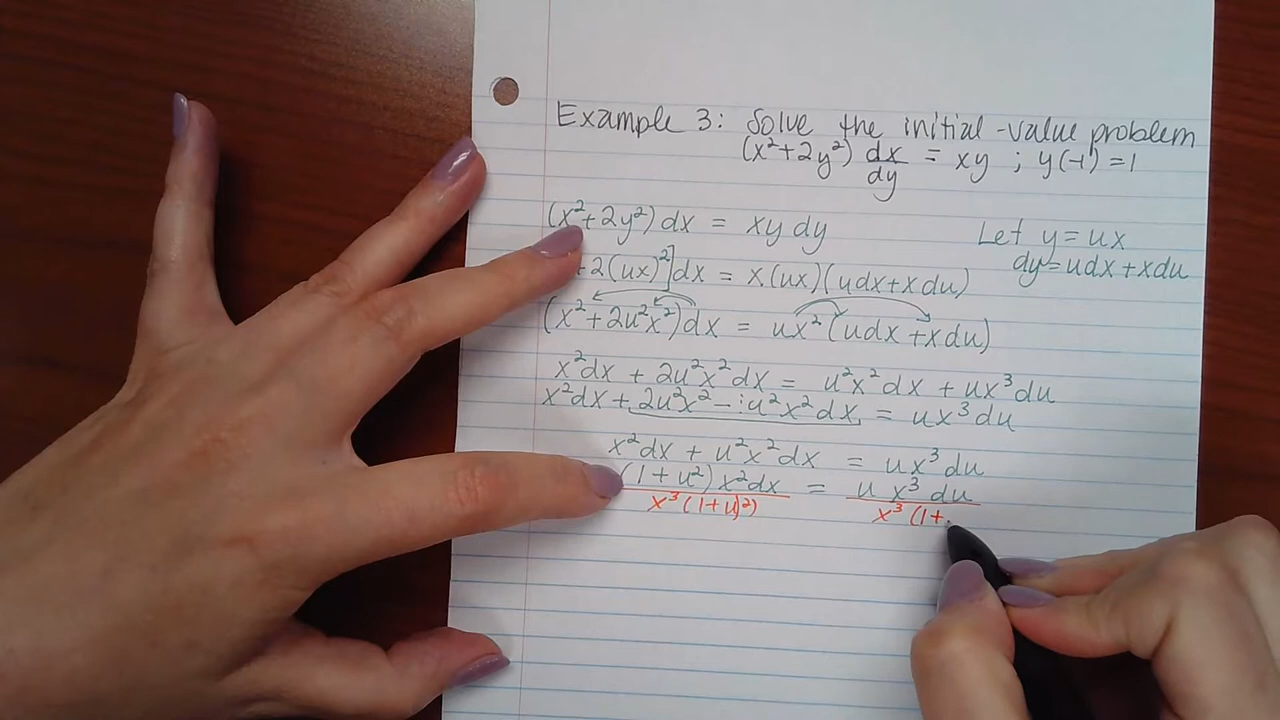 Example 3: Solve the initial-value problem
(x²+2y²) dx/dy = xy ; y(-1)=1
(x²+2y²)dx = xy dy
Let y=ux
dy=udx+xdu
+2(ux)²]dx = x(ux)(udx+xdu)
(x²+2u²x²)dx = ux²(udx+xdu)
x²dx + 2u²x²dx = u²x²dx + ux³du
x²dx+2u²x²-u²x²dx = ux³du
x²dx + u²x²dx = ux³du
(1+u²)x²dx = u x³ du
x³(1+u²) x³(1+